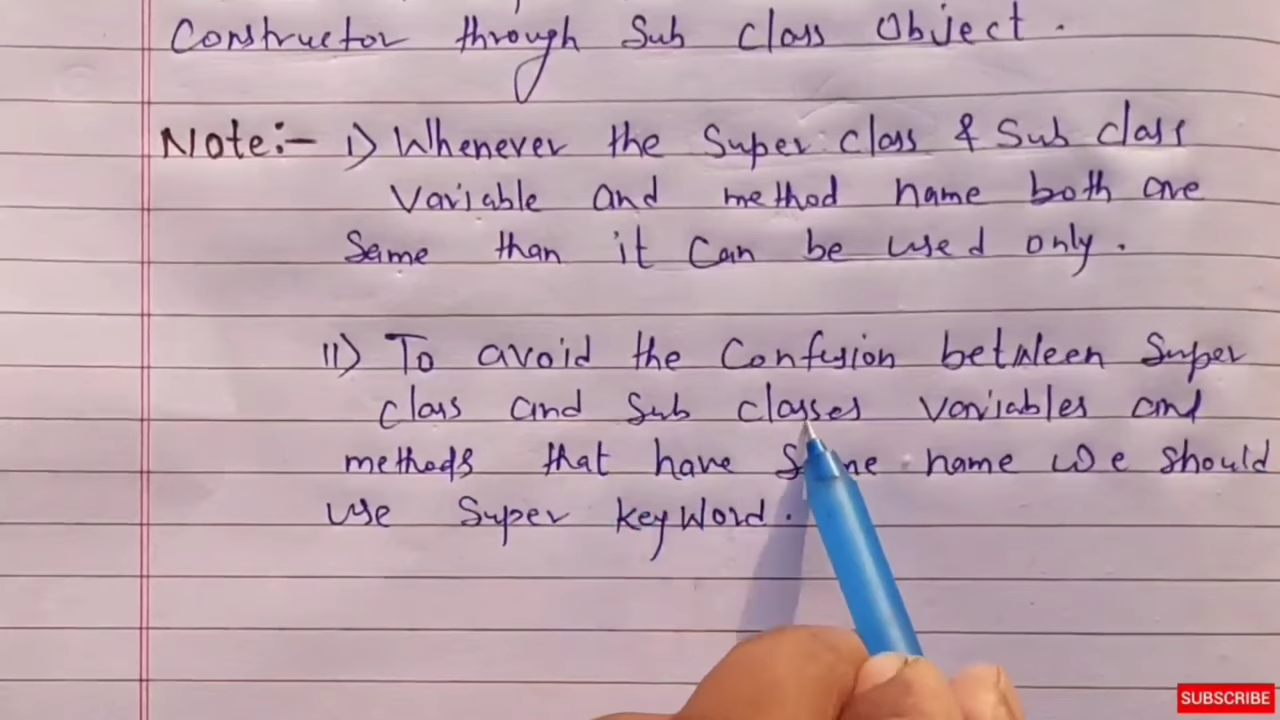 Constructor through Sub class Object.
Note:- i) Whenever the Super class & Sub class
Variable and method name both are
Same than it Can be used only.
ii) To avoid the Confusion between Super
class and Sub classes variables and
methods that have Same name we should
use Super keyword.
SUBSCRIBE